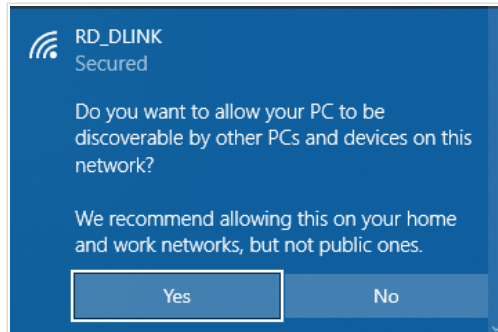 RD_DLINK
Secured
Do you want to allow your PC to be
discoverable by other PCs and devices on this
network?
We recommend allowing this on your home
and work networks, but not public ones.
Yes
No